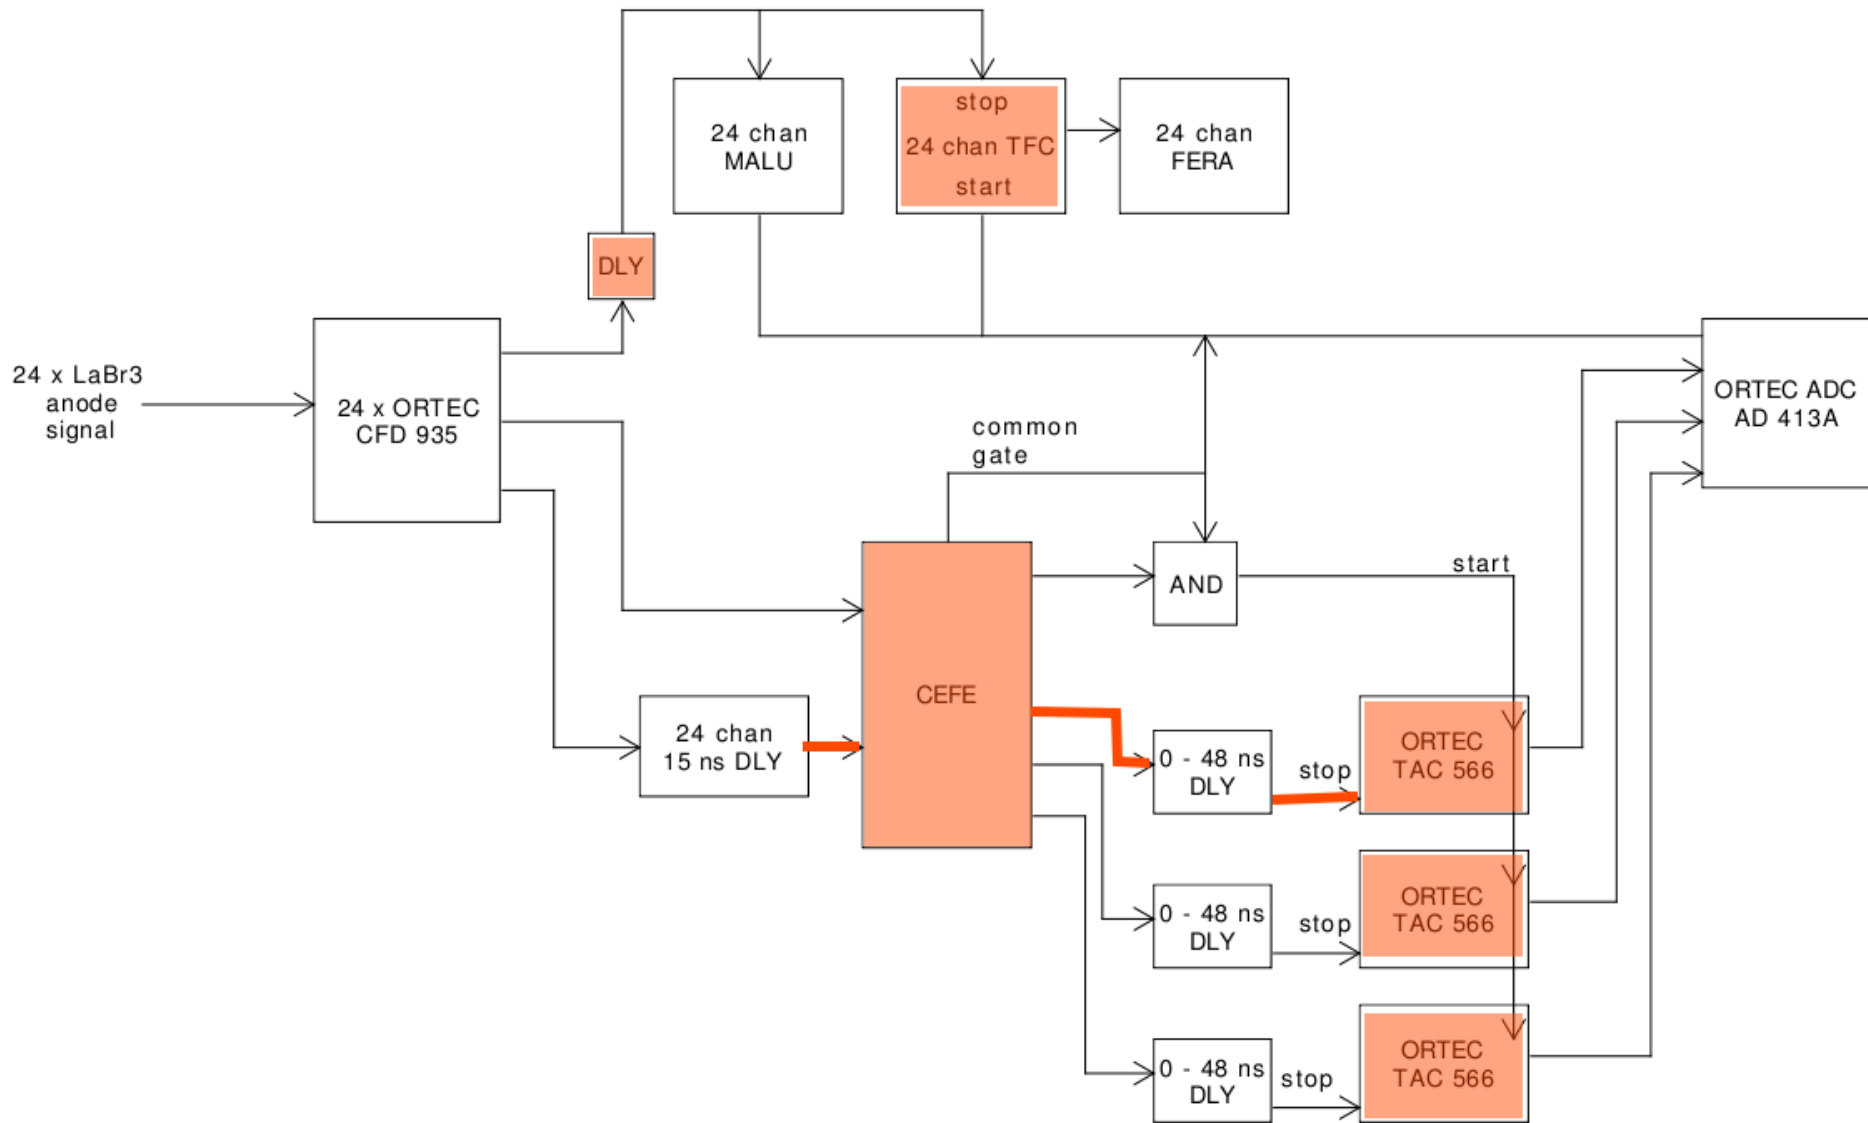 stop
24 chan
MALU
24 chan TFC
24 chan
FERA
start
DLY
24 x LaBr3
anode
signal
24 x ORTEC
CFD 935
ORTEC ADC
AD 413A
common
gate
start
AND
CEFE
24 chan
15 ns DLY
0 - 48 ns
DLY
stop
ORTEC
TAC 566
0 - 48 ns
DLY
stop
ORTEC
TAC 566
0 - 48 ns
DLY
stop
ORTEC
TAC 566